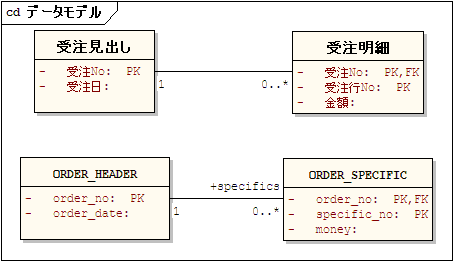 cd データモデル
受注見出し
- 受注No: PK
- 受注日:
1
0..*
受注明細
- 受注No: PK,FK
- 受注行No: PK
- 金額:
ORDER_HEADER
- order_no: PK
- order_date:
+specifics
1
0..*
ORDER_SPECIFIC
- order_no: PK,FK
- specific_no: PK
- money: